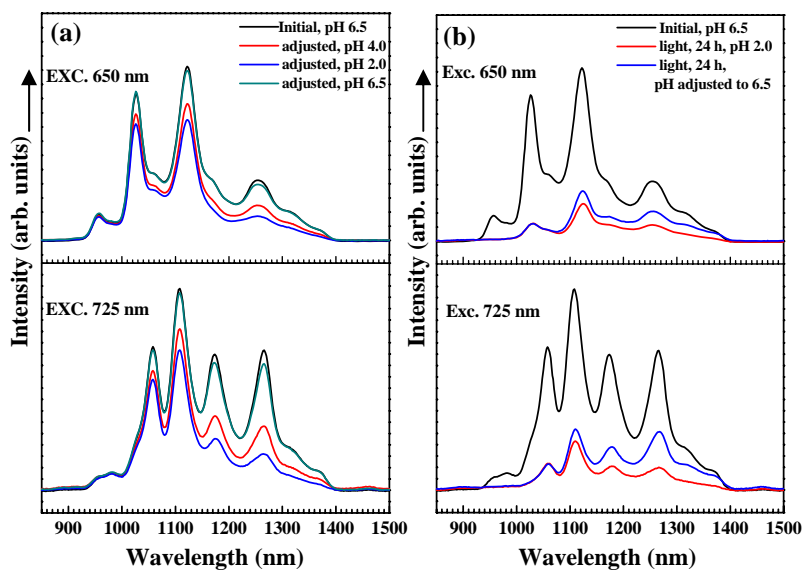 (a)
Initial, pH 6.5
adjusted, pH 4.0
adjusted, pH 2.0
adjusted, pH 6.5
EXC. 650 nm
EXC. 725 nm
Intensity (arb. units)
900 1000 1100 1200 1300 1400 1500
Wavelength (nm)
(b)
Initial, pH 6.5
light, 24 h, pH 2.0
light, 24 h,
pH adjusted to 6.5
Exc. 650 nm
Exc. 725 nm
Intensity (arb. units)
900 1000 1100 1200 1300 1400 1500
Wavelength (nm)